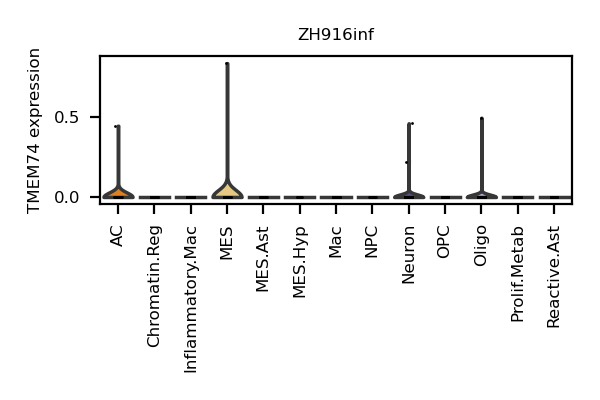 ZH916inf
TMEM74 expression
0.5
0.0
AC
Chromatin.Reg
Inflammatory.Mac
MES
MES.Ast
MES.Hyp
Mac
NPC
Neuron
OPC
Oligo
Prolif.Metab
Reactive.Ast